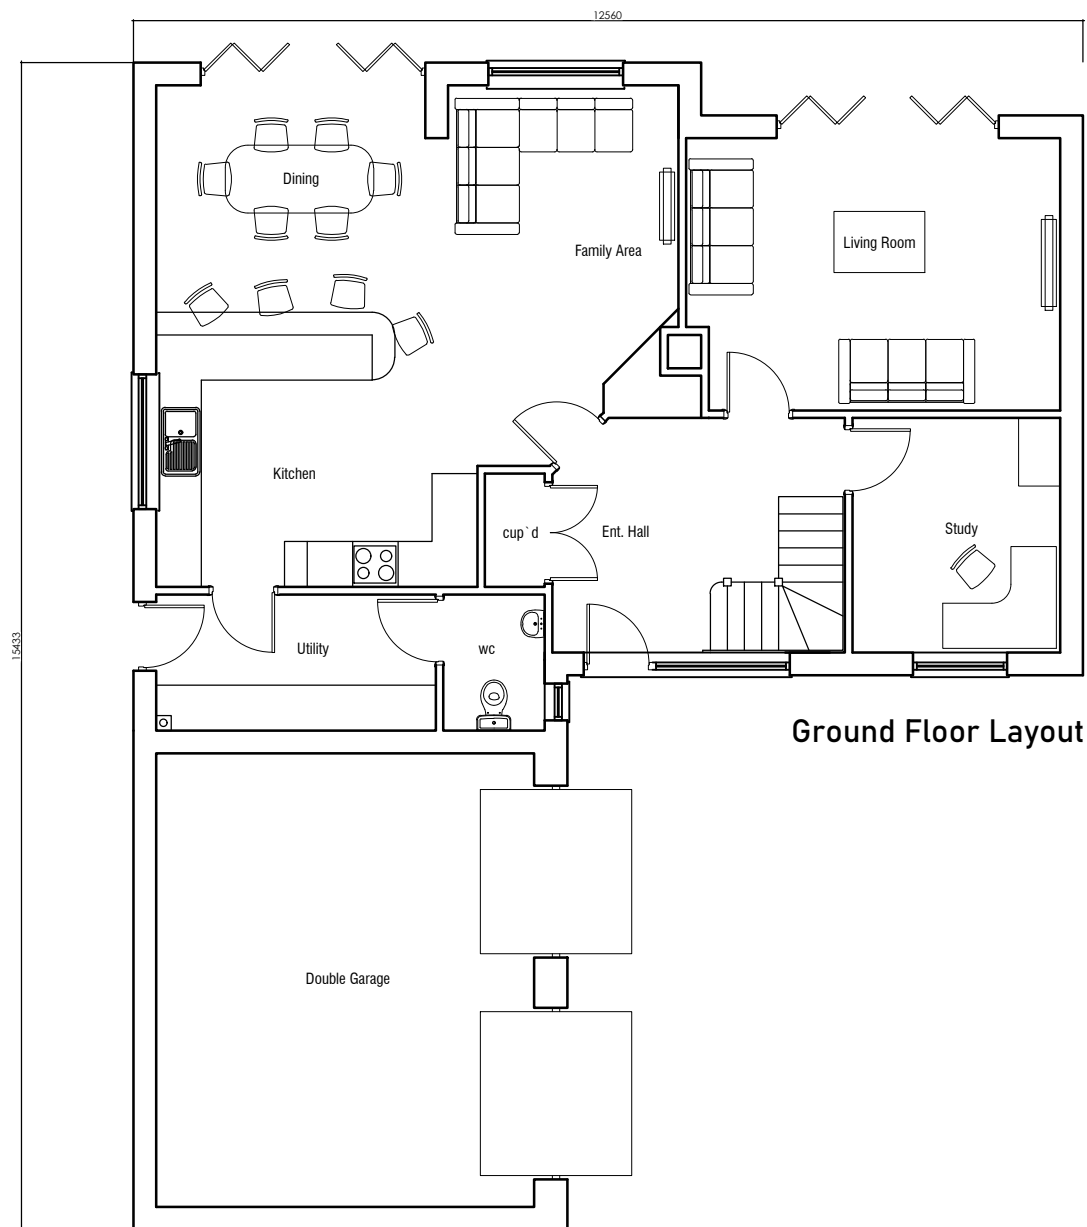 12560
Dining
Family Area
Living Room
Kitchen
cup`d
Ent. Hall
Study
15433
Utility
wc
Ground Floor Layout
Double Garage